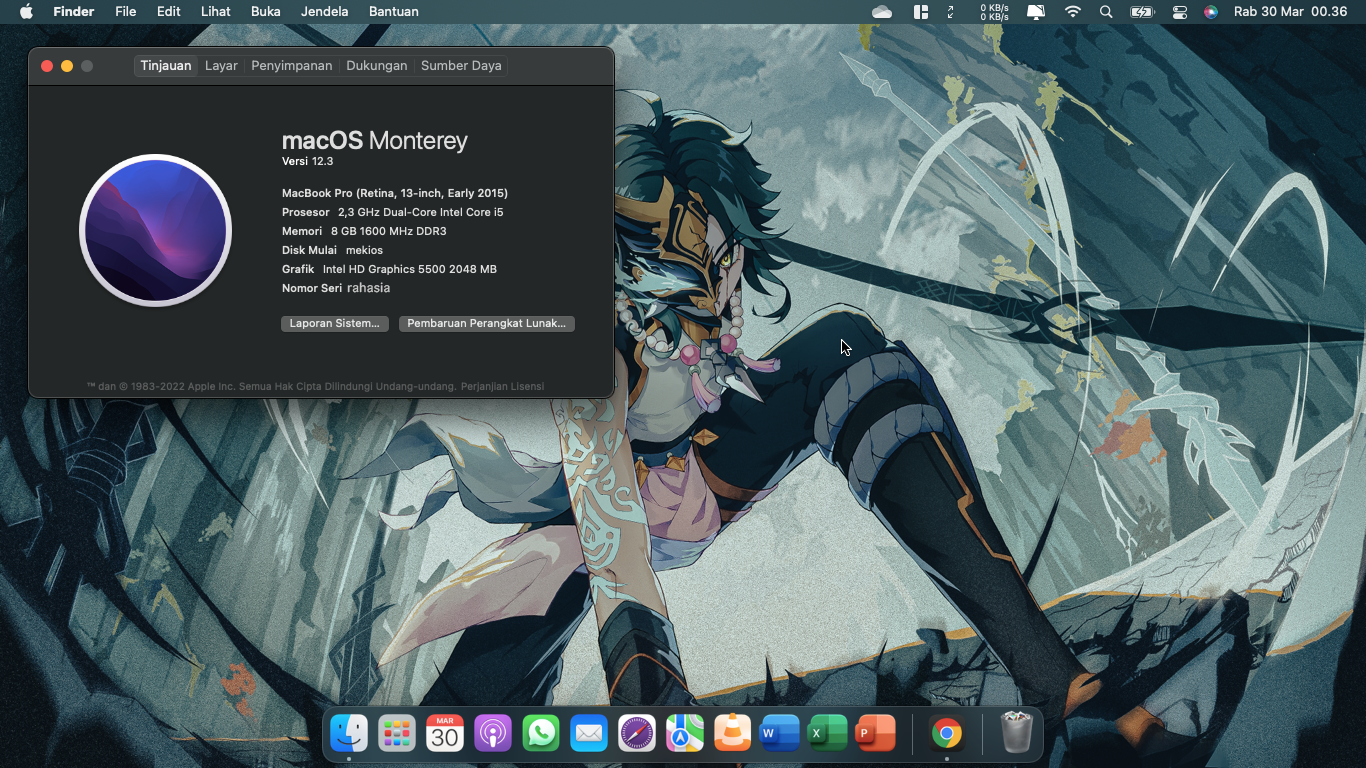 Finder File Edit Lihat Buka Jendela Bantuan
0 KB/s
0 KB/s
Rab 30 Mar 00.36
Tinjauan Layar Penyimpanan Dukungan Sumber Daya
macOS Monterey
Versi 12.3
MacBook Pro (Retina, 13-inch, Early 2015)
Prosesor 2,3 GHz Dual-Core Intel Core i5
Memori 8 GB 1600 MHz DDR3
Disk Mulai mekios
Grafik Intel HD Graphics 5500 2048 MB
Nomor Seri rahasia
Laporan Sistem... Pembaruan Perangkat Lunak...
™ dan © 1983-2022 Apple Inc. Semua Hak Cipta Dilindungi Undang-undang. Perjanjian Lisensi
MAR
30
W
X
P